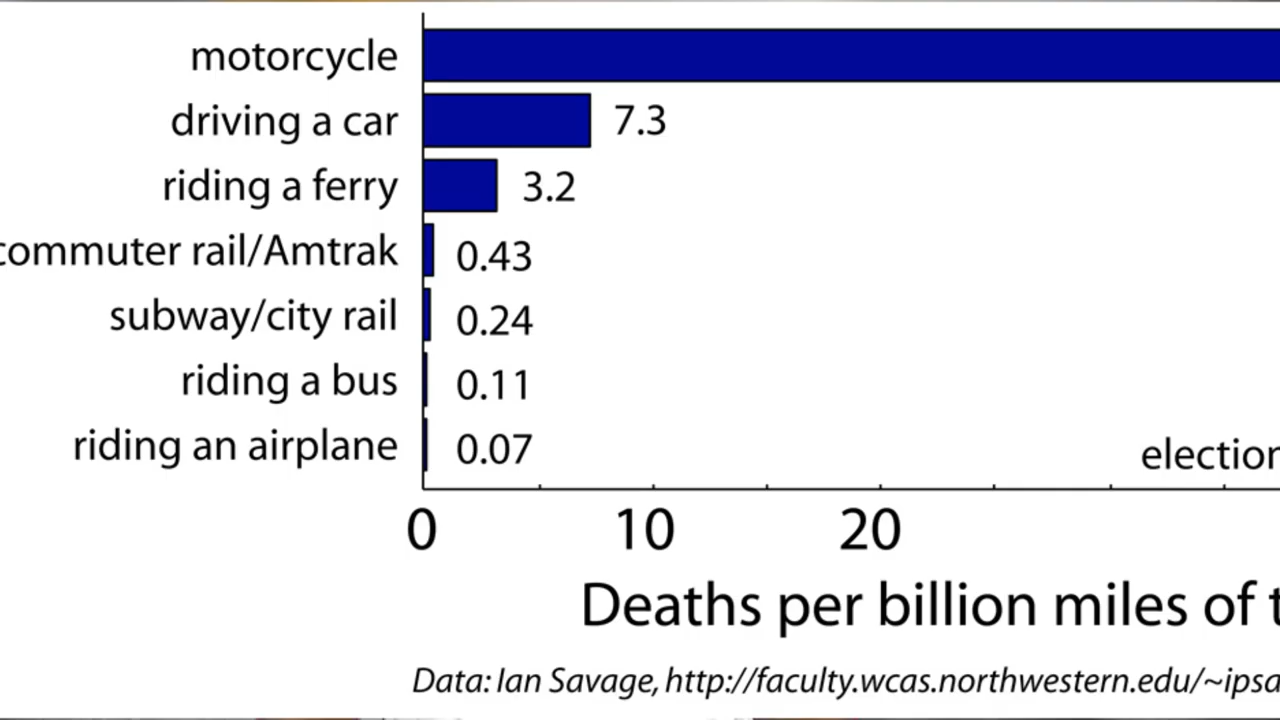 motorcycle
driving a car 7.3
riding a ferry 3.2
commuter rail/Amtrak 0.43
subway/city rail 0.24
riding a bus 0.11
riding an airplane 0.07
election
0 10 20
Deaths per billion miles of t
Data: Ian Savage, http://faculty.wcas.northwestern.edu/~ipsa